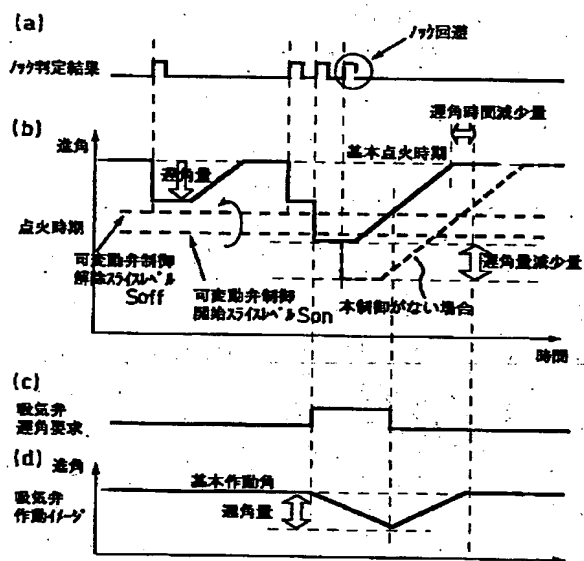 (a)
ノック回避
ノック判定結果
遅角時間減少量
(b)
進角
基本点火時期
遅角量
点火時期
可変動弁制御
解除スライスレベル
Soff
可変動弁制御
開始スライスレベル Son
遅角量減少量
本制御がない場合
時間
(c)
吸気弁
遅角要求
(d)
進角
基本作動角
吸気弁
作動イメージ
遅角量